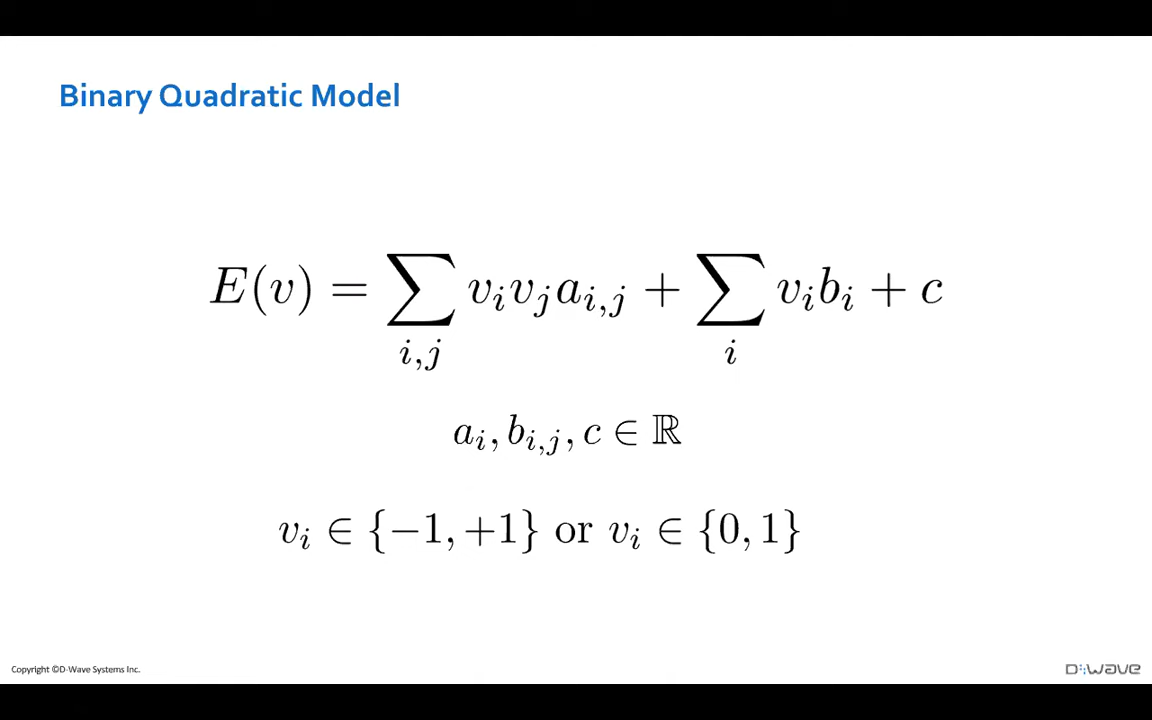 Binary Quadratic Model
E(v) = ∑_{i,j} v_i v_j a_{i,j} + ∑_i v_i b_i + c
a_i, b_{i,j}, c ∈ ℝ
v_i ∈ {−1, +1} or v_i ∈ {0, 1}
Copyright ©D-Wave Systems Inc.
D:wave